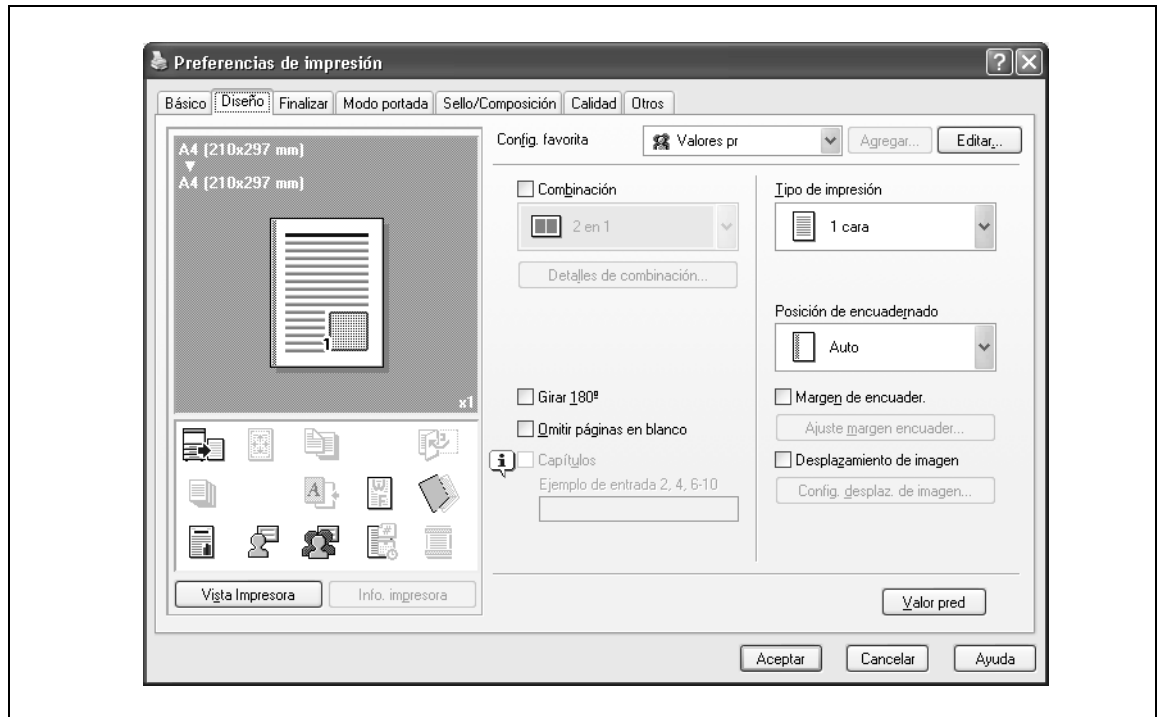 Preferencias de impresión
Básico Diseño Finalizar Modo portada Sello/Composición Calidad Otros
A4 (210x297 mm)
A4 (210x297 mm)
1
x1
Vista Impresora Info. impresora
Config. favorita Valores pr Agregar... Editar...
Combinación
2 en 1
Detalles de combinación...
Girar 180º
Omitir páginas en blanco
Capítulos
Ejemplo de entrada 2, 4, 6-10
Tipo de impresión
1 cara
Posición de encuadernado
Auto
Margen de encuader.
Ajuste margen encuader...
Desplazamiento de imagen
Config. desplaz. de imagen...
Valor pred
Aceptar Cancelar Ayuda